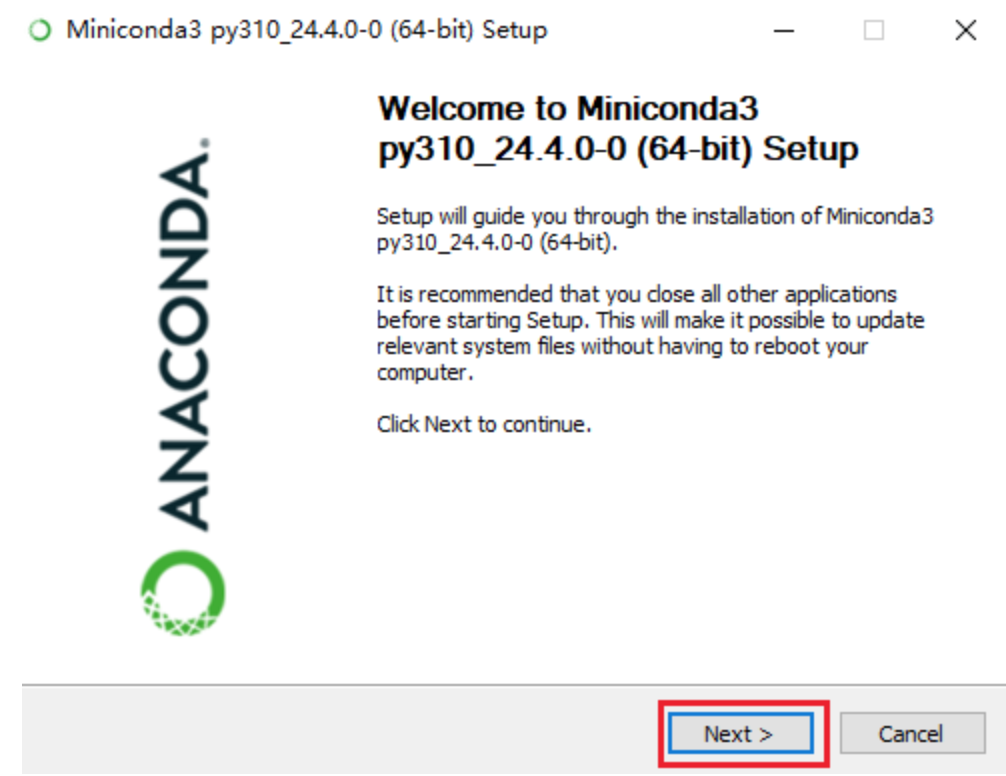 Miniconda3 py310_24.4.0-0 (64-bit) Setup
Welcome to Miniconda3
py310_24.4.0-0 (64-bit) Setup
Setup will guide you through the installation of Miniconda3
py310_24.4.0-0 (64-bit).
It is recommended that you close all other applications
before starting Setup. This will make it possible to update
relevant system files without having to reboot your
computer.
Click Next to continue.
ANACONDA.
Next >
Cancel